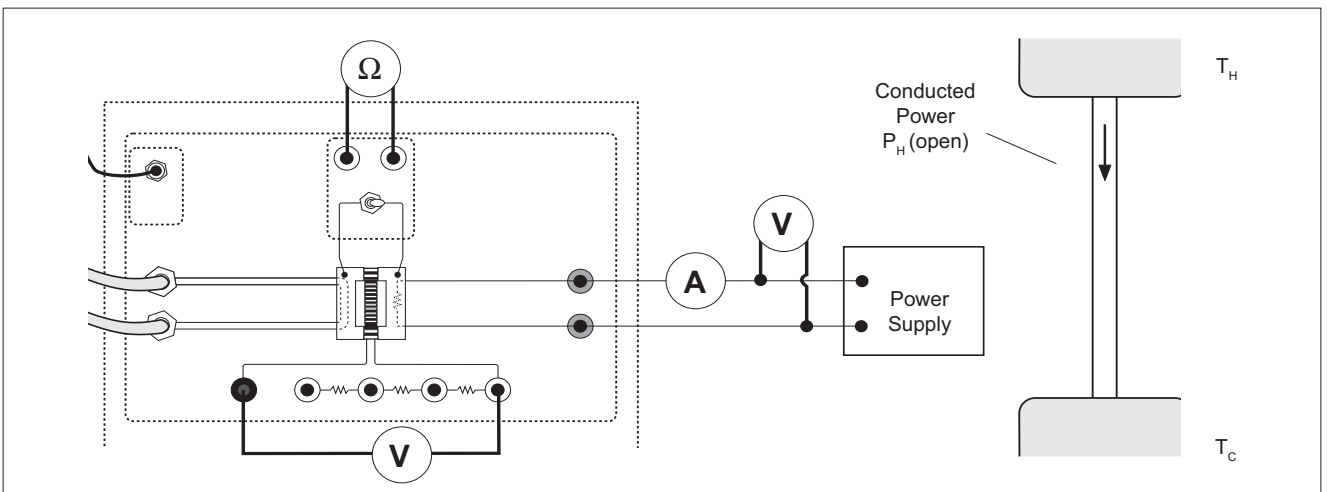 Ω
Conducted
Power
P_H (open)
T_H
V
A
Power
Supply
V
T_C